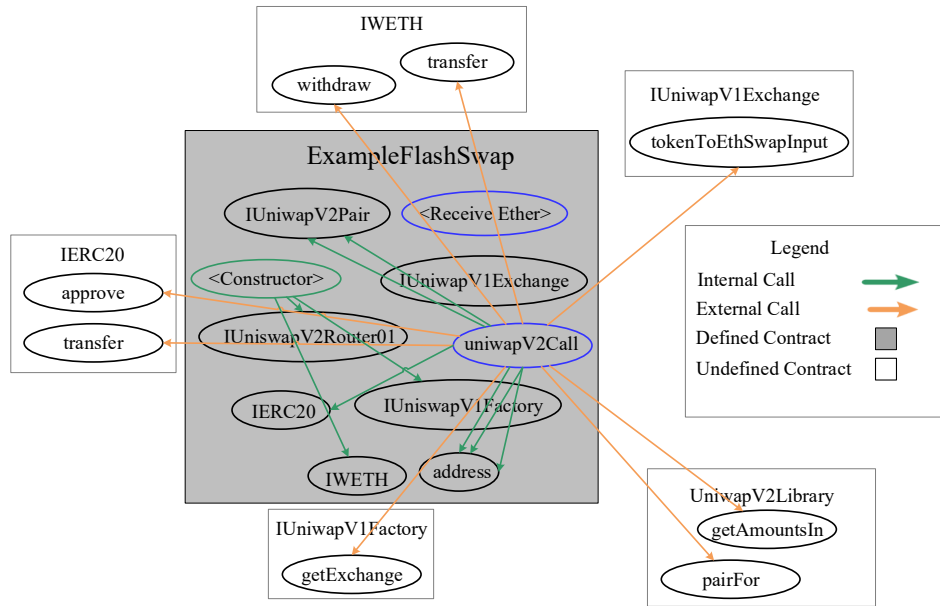 IWETH
transfer
withdraw
IUniwapV1Exchange
tokenToEthSwapInput
ExampleFlashSwap
IUniwapV2Pair
<Receive Ether>
IERC20
approve
transfer
<Constructor>
IUniwapV1Exchange
IUniswapV2Router01
uniwapV2Call
IERC20
IUniswapV1Factory
IWETH
address
Legend
Internal Call
External Call
Defined Contract
Undefined Contract
IUniwapV1Factory
getExchange
UniwapV2Library
getAmountsIn
pairFor